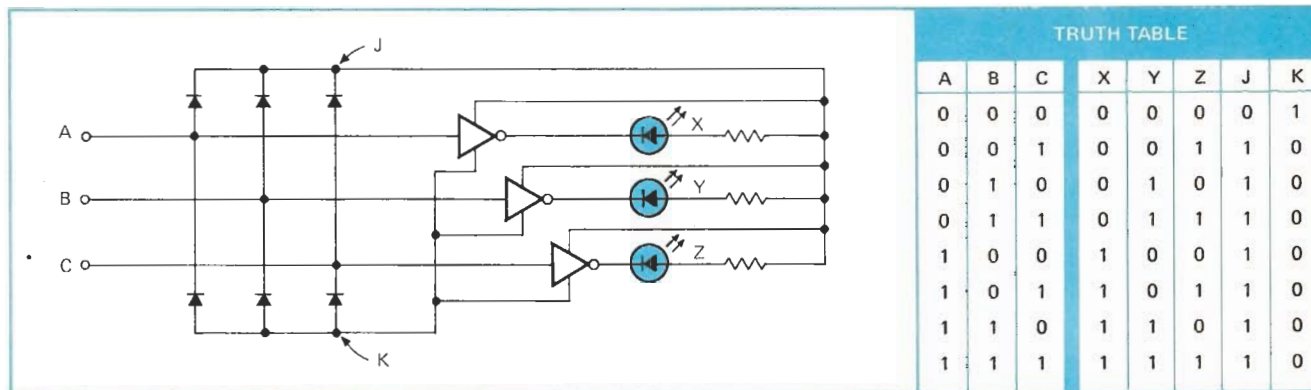 J
A
X
B
Y
C
Z
K
TRUTH TABLE
A B C X Y Z J K
0 0 0 0 0 0 0 1
0 0 1 0 0 1 1 0
0 1 0 0 1 0 1 0
0 1 1 0 1 1 1 0
1 0 0 1 0 0 1 0
1 0 1 1 0 1 1 0
1 1 0 1 1 0 1 0
1 1 1 1 1 1 1 0